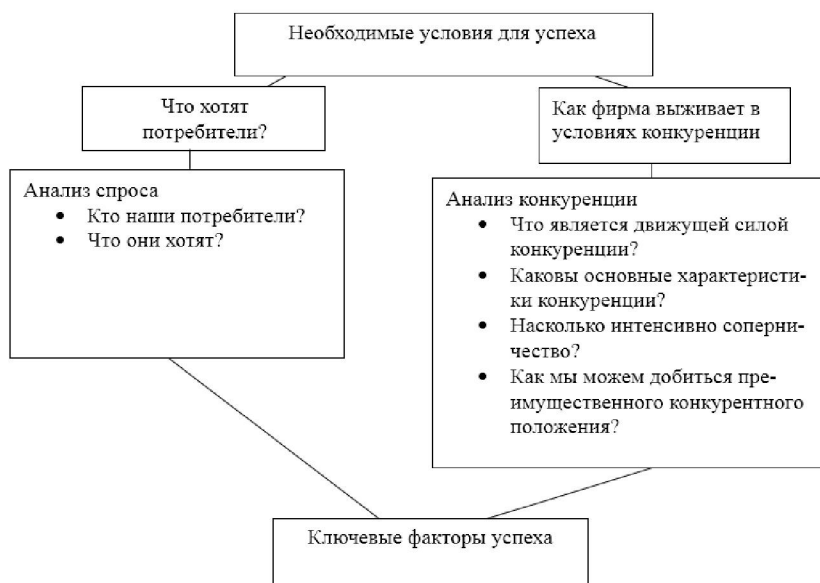 Необходимые условия для успеха
Что хотят
потребители?
Как фирма выживает в
условиях конкуренции
Анализ спроса
• Кто наши потребители?
• Что они хотят?
Анализ конкуренции
• Что является движущей силой
конкуренции?
• Каковы основные характеристи-
ки конкуренции?
• Насколько интенсивно соперни-
чество?
• Как мы можем добиться пре-
имущественного конкурентного
положения?
Ключевые факторы успеха